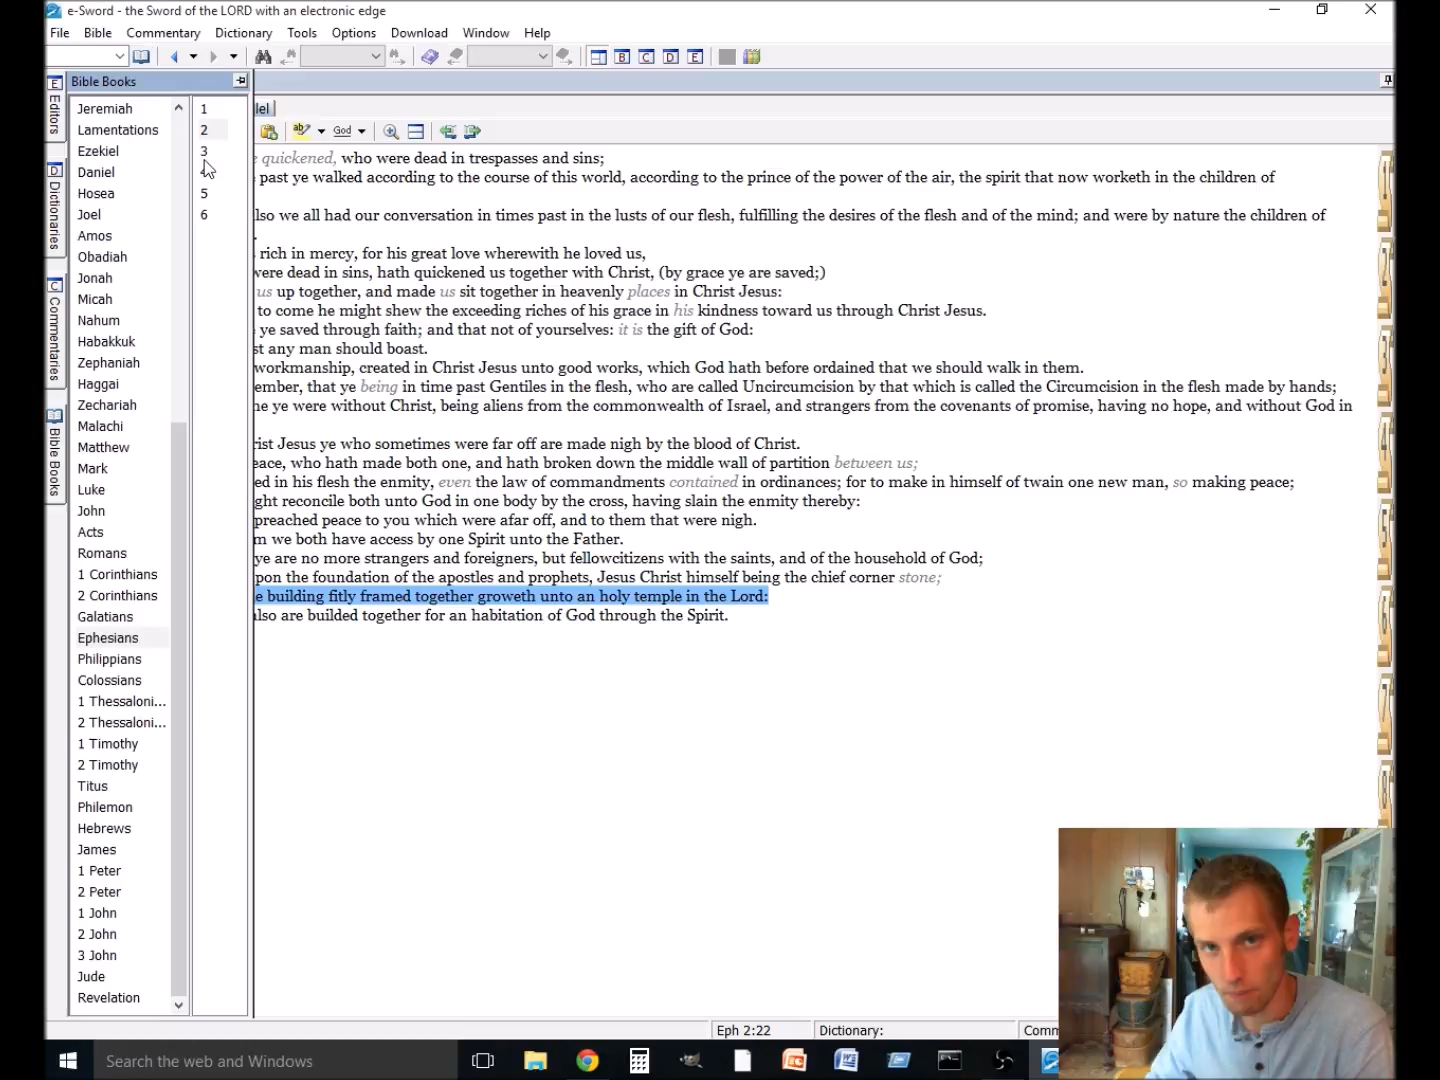 e-Sword - the Sword of the LORD with an electronic edge
File Bible Commentary Dictionary Tools Options Download Window Help
B C D E
Bible Books
E Editors
D Dictionaries
C Commentaries
Bible Books
Jeremiah
Lamentations
Ezekiel
Daniel
Hosea
Joel
Amos
Obadiah
Jonah
Micah
Nahum
Habakkuk
Zephaniah
Haggai
Zechariah
Malachi
Matthew
Mark
Luke
John
Acts
Romans
1 Corinthians
2 Corinthians
Galatians
Ephesians
Philippians
Colossians
1 Thessaloni...
2 Thessaloni...
1 Timothy
2 Timothy
Titus
Philemon
Hebrews
James
1 Peter
2 Peter
1 John
2 John
3 John
Jude
Revelation
1
2
3
5
6
lel
ab God
quickened, who were dead in trespasses and sins;
past ye walked according to the course of this world, according to the prince of the power of the air, the spirit that now worketh in the children of
lso we all had our conversation in times past in the lusts of our flesh, fulfilling the desires of the flesh and of the mind; and were by nature the children of
rich in mercy, for his great love wherewith he loved us,
were dead in sins, hath quickened us together with Christ, (by grace ye are saved;)
us up together, and made us sit together in heavenly places in Christ Jesus:
to come he might shew the exceeding riches of his grace in his kindness toward us through Christ Jesus.
ye saved through faith; and that not of yourselves: it is the gift of God:
st any man should boast.
workmanship, created in Christ Jesus unto good works, which God hath before ordained that we should walk in them.
ember, that ye being in time past Gentiles in the flesh, who are called Uncircumcision by that which is called the Circumcision in the flesh made by hands;
ne ye were without Christ, being aliens from the commonwealth of Israel, and strangers from the covenants of promise, having no hope, and without God in
rist Jesus ye who sometimes were far off are made nigh by the blood of Christ.
eace, who hath made both one, and hath broken down the middle wall of partition between us;
ed in his flesh the enmity, even the law of commandments contained in ordinances; for to make in himself of twain one new man, so making peace;
ght reconcile both unto God in one body by the cross, having slain the enmity thereby:
preached peace to you which were afar off, and to them that were nigh.
m we both have access by one Spirit unto the Father.
ye are no more strangers and foreigners, but fellowcitizens with the saints, and of the household of God;
pon the foundation of the apostles and prophets, Jesus Christ himself being the chief corner stone;
e building fitly framed together groweth unto an holy temple in the Lord:
also are builded together for an habitation of God through the Spirit.
Eph 2:22 Dictionary: Comm
Search the web and Windows